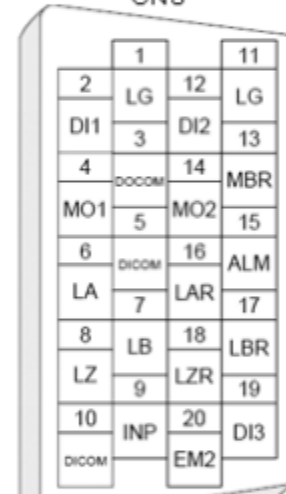 1 11
2 LG 12 LG
DI1 3 DI2 13
4 DOCOM 14 MBR
MO1 5 MO2 15
6 DICOM 16 ALM
LA 7 LAR 17
8 LB 18 LBR
LZ 9 LZR 19
10 INP 20 DI3
DICOM EM2